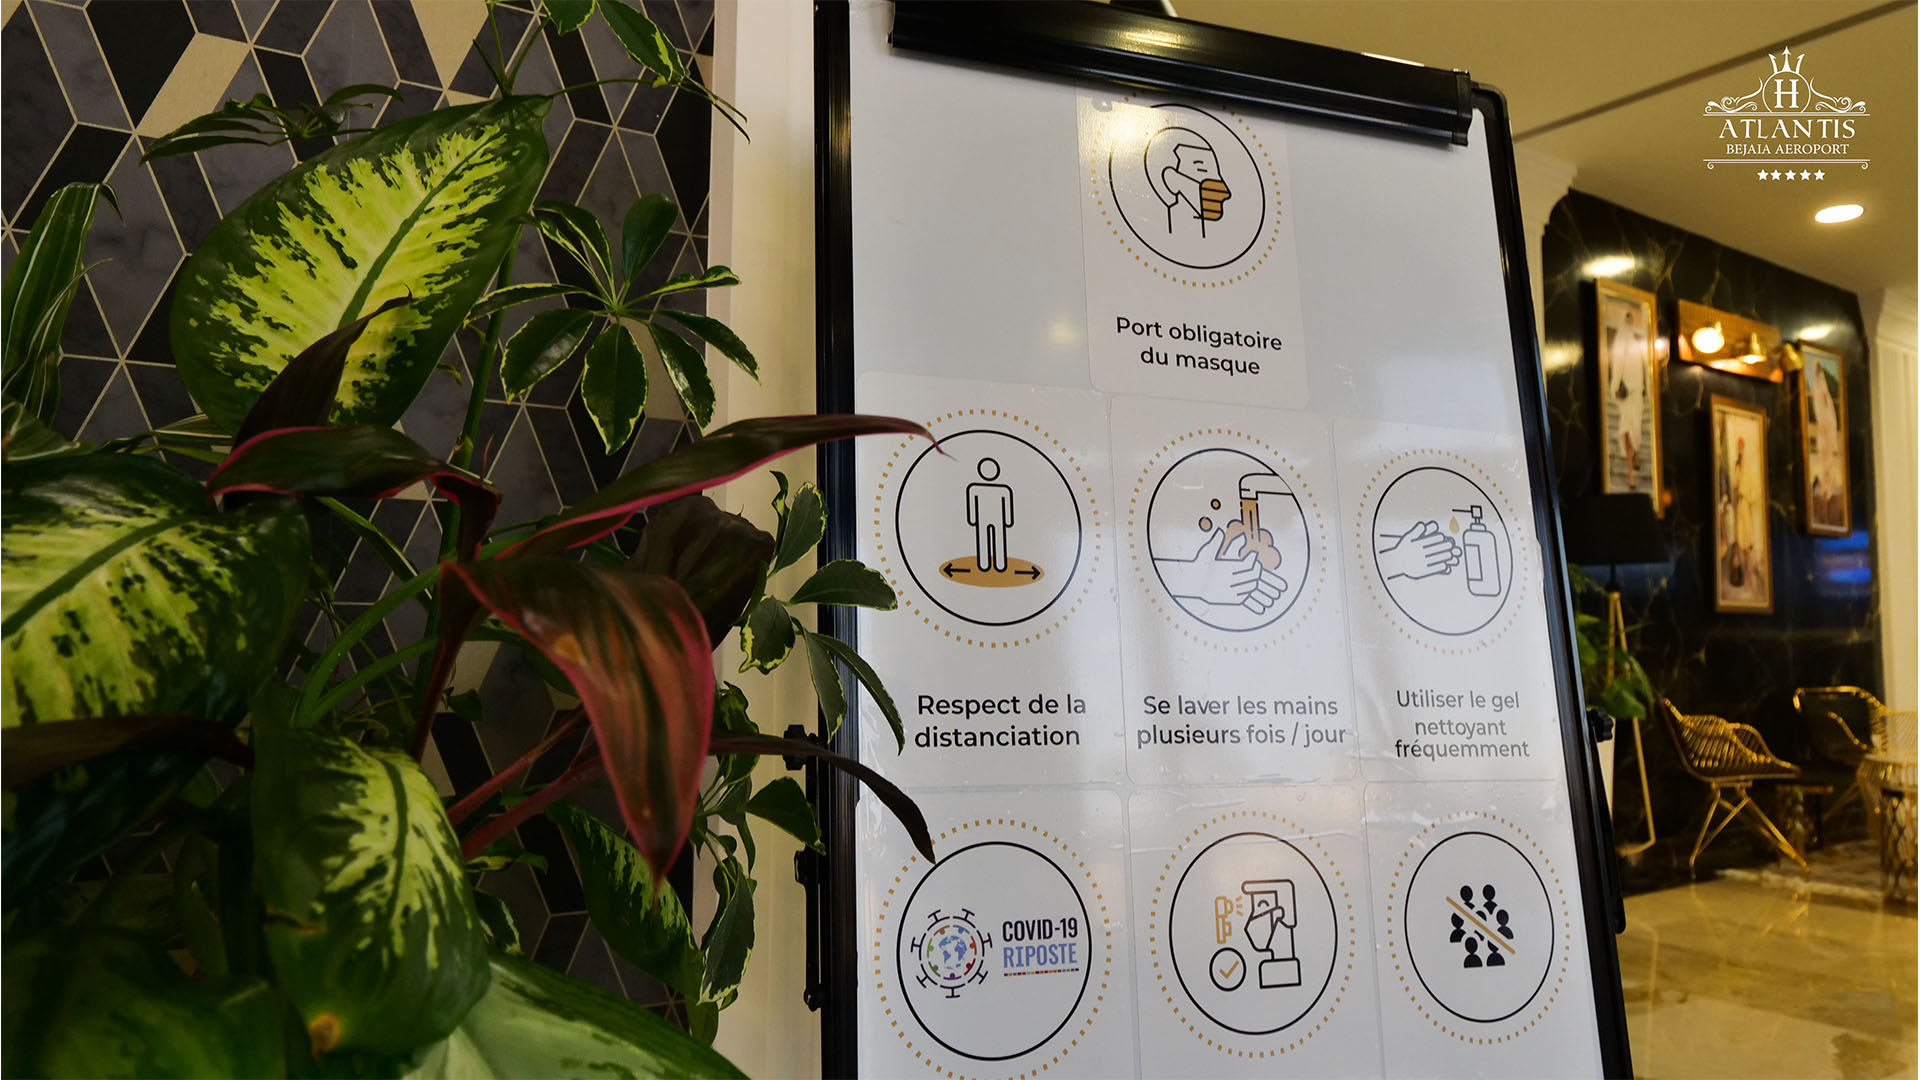 H
ATLANTIS
BEJAIA AEROPORT
Port obligatoire
du masque
Respect de la
distanciation
Se laver les mains
plusieurs fois / jour
Utiliser le gel
nettoyant
fréquemment
COVID-19
RIPOSTE